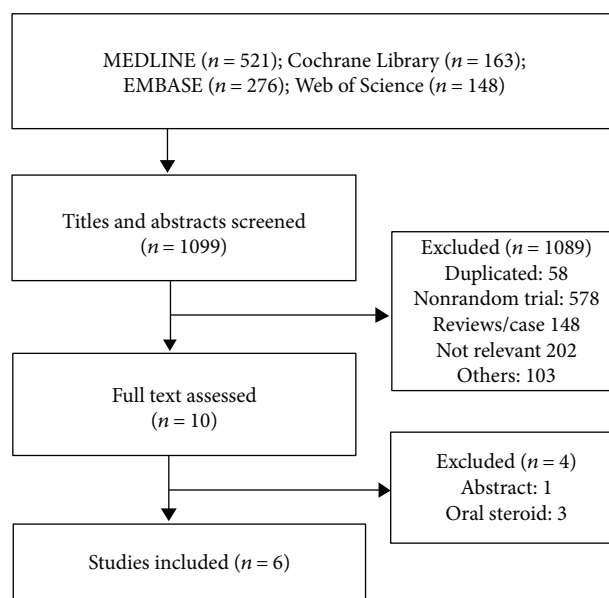 MEDLINE (n = 521); Cochrane Library (n = 163);
EMBASE (n = 276); Web of Science (n = 148)
Titles and abstracts screened
(n = 1099)
Excluded (n = 1089)
Duplicated: 58
Nonrandom trial: 578
Reviews/case 148
Not relevant 202
Others: 103
Full text assessed
(n = 10)
Excluded (n = 4)
Abstract: 1
Oral steroid: 3
Studies included (n = 6)